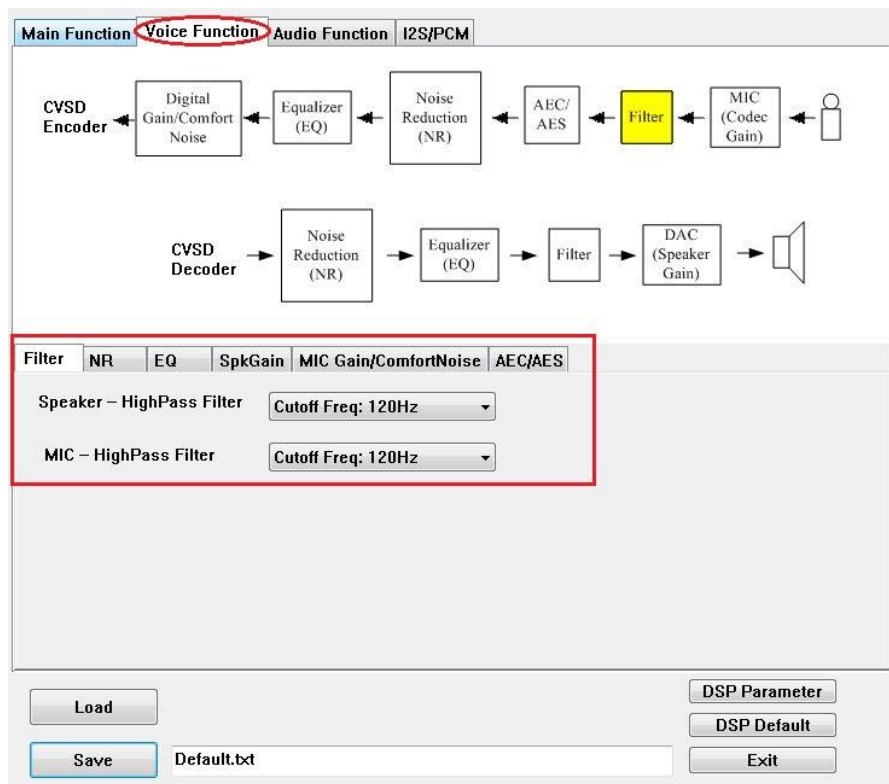 Main Function Voice Function Audio Function I2S/PCM
CVSD Encoder
Digital Gain/Comfort Noise
Equalizer (EQ)
Noise Reduction (NR)
AEC/ AES
Filter
MIC (Codec Gain)
CVSD Decoder
Noise Reduction (NR)
Equalizer (EQ)
Filter
DAC (Speaker Gain)
Filter NR EQ SpkGain MIC Gain/ComfortNoise AEC/AES
Speaker – HighPass Filter Cutoff Freq: 120Hz
MIC – HighPass Filter Cutoff Freq: 120Hz
Load
DSP Parameter
DSP Default
Save Default.txt Exit